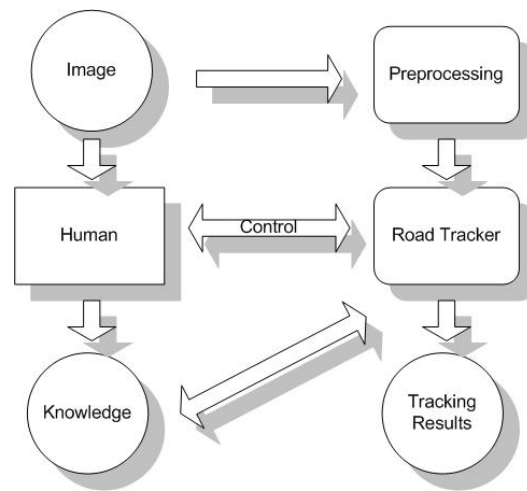 Image
Preprocessing
Human
Control
Road Tracker
Knowledge
Tracking
Results